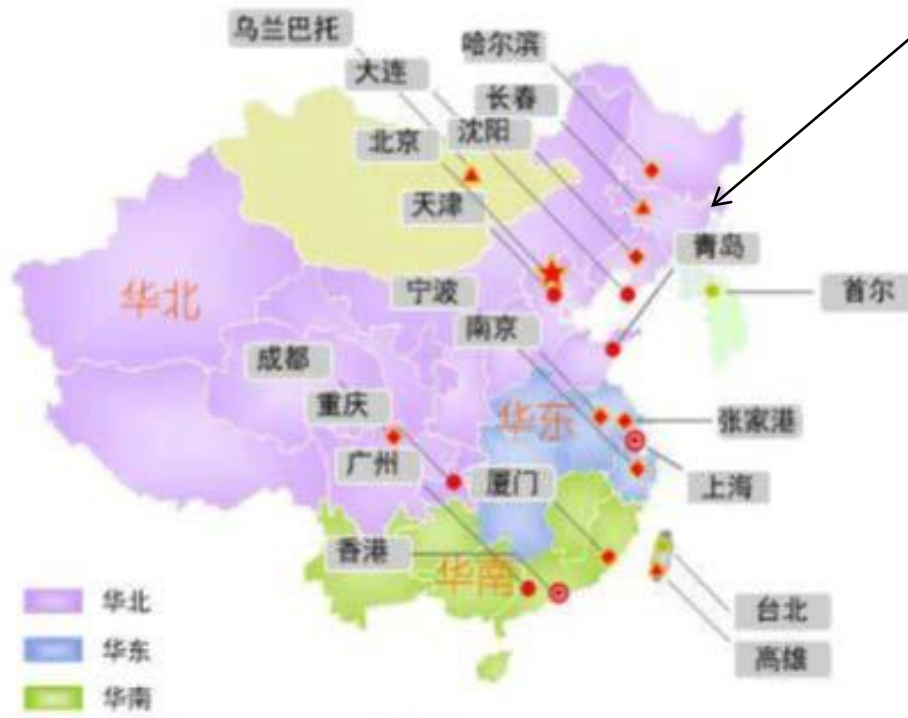 乌兰巴托
哈尔滨
大连
长春
北京
沈阳
天津
青岛
华北
宁波
首尔
南京
成都
重庆
华东
张家港
广州
厦门
上海
香港
华南
华北
台北
华东
高雄
华南